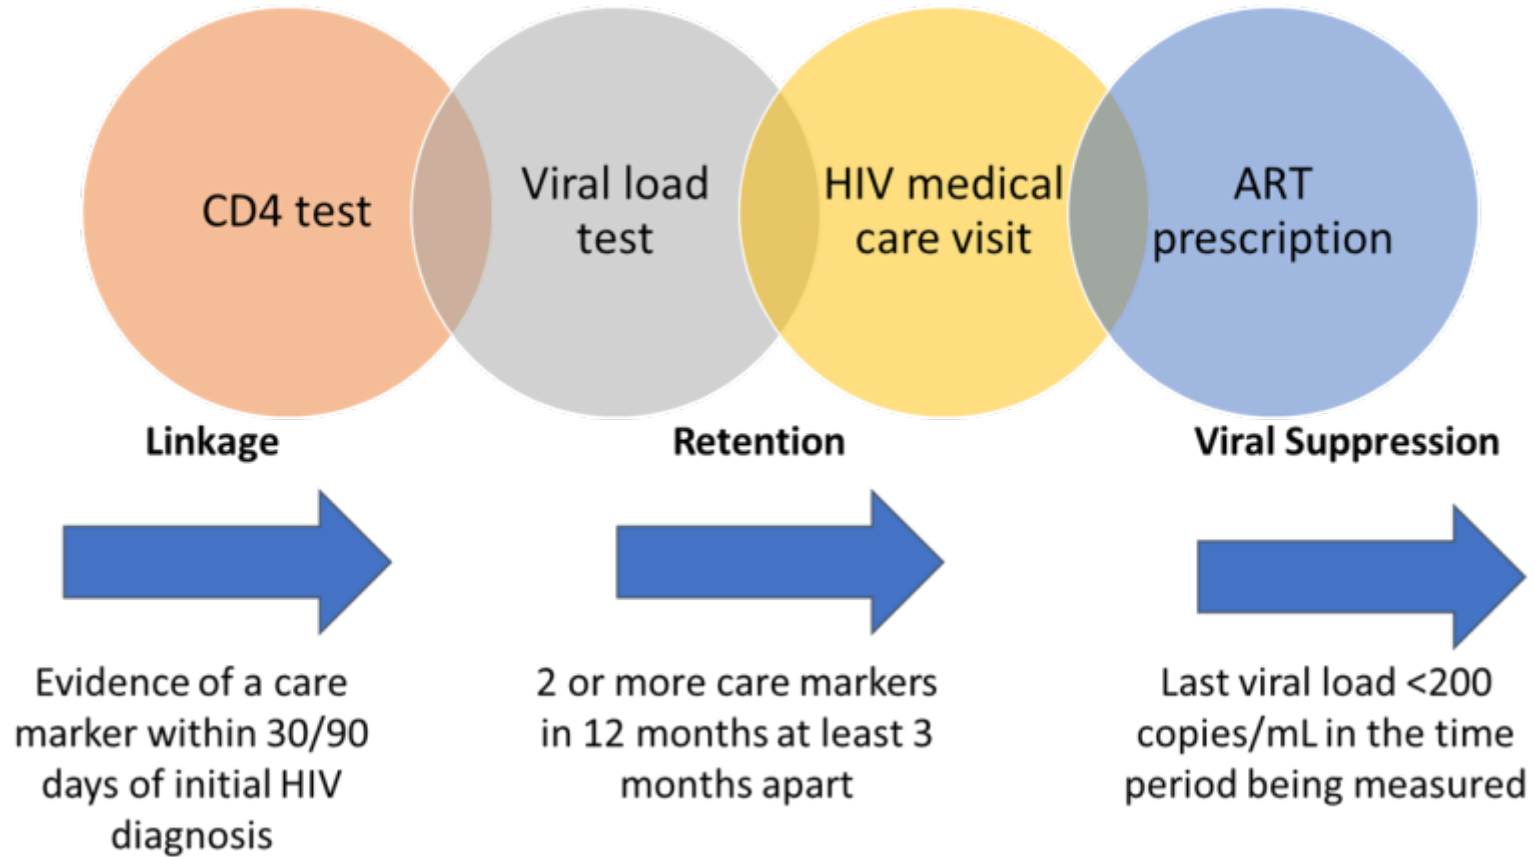 CD4 test
Viral load
test
HIV medical
care visit
ART
prescription
Linkage
Retention
Viral Suppression
Evidence of a care
marker within 30/90
days of initial HIV
diagnosis
2 or more care markers
in 12 months at least 3
months apart
Last viral load <200
copies/mL in the time
period being measured